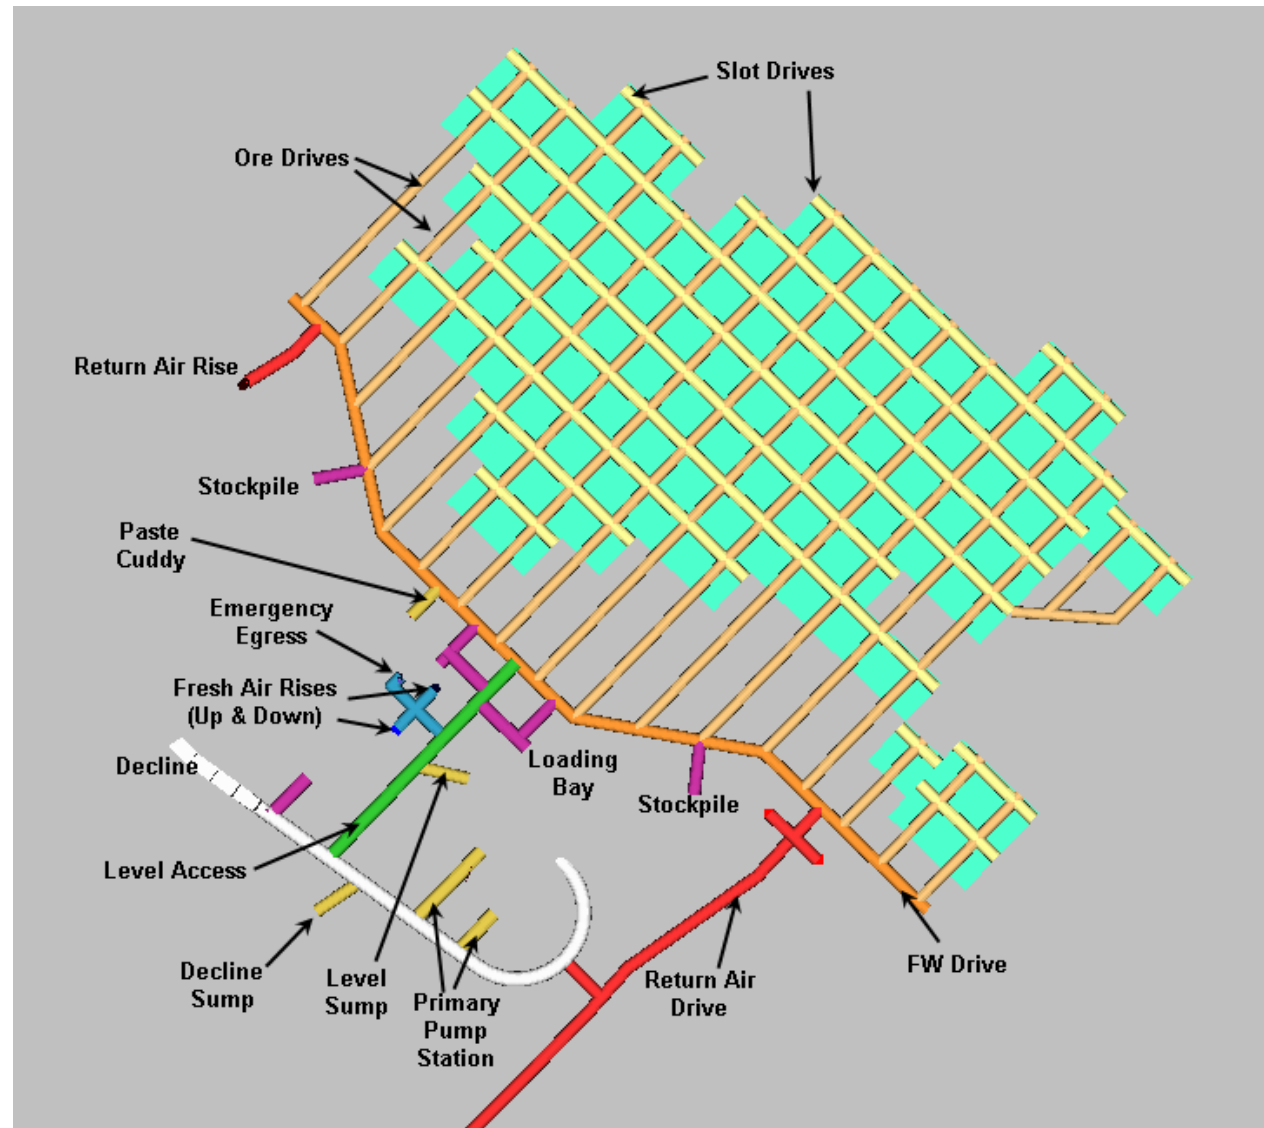 Slot Drives
Ore Drives
Return Air Rise
Stockpile
Paste
Cuddy
Emergency
Egress
Fresh Air Rises
(Up & Down)
Decline
Loading
Bay
Stockpile
Level Access
Decline
Sump
Level
Sump
Primary
Pump
Station
Return Air
Drive
FW Drive